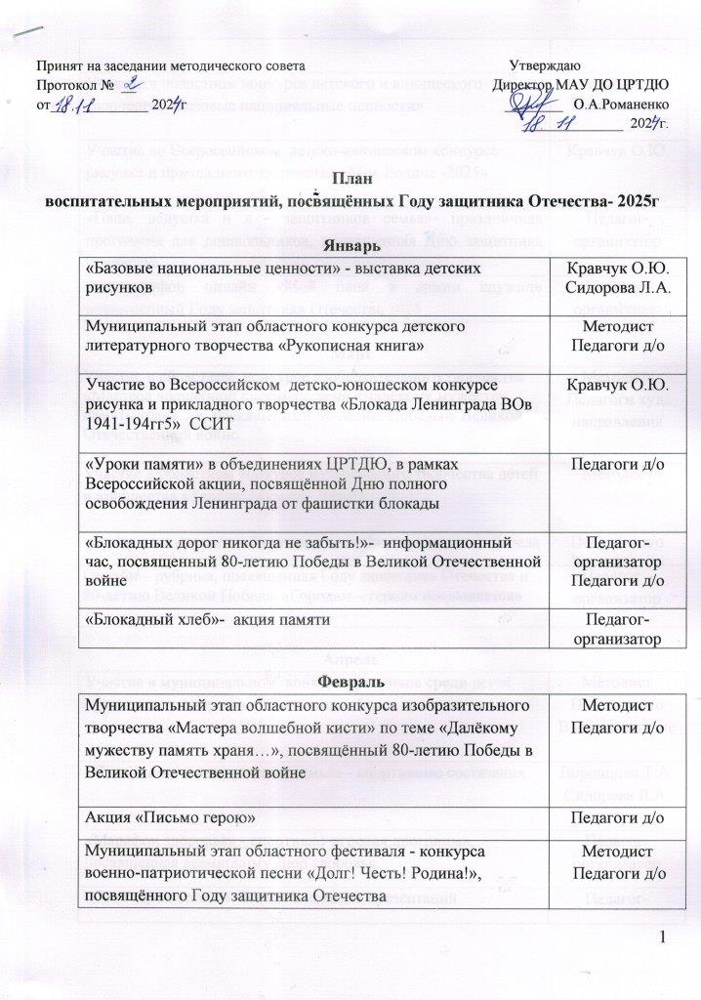 Принят на заседании методического совета
Утверждаю
Протокол № 2
Директор МАУ ДО ЦРТДЮ
от 18.11 2024г
О.А.Романенко
18. 11 2024г.
План
воспитательных мероприятий, посвящённых Году защитника Отечества- 2025г
Январь
«Базовые национальные ценности» - выставка детских
рисунков
Кравчук О.Ю.
Сидорова Л.А.
Муниципальный этап областного конкурса детского
литературного творчества «Рукописная книга»
Методист
Педагоги д/о
Участие во Всероссийском детско-юношеском конкурсе
рисунка и прикладного творчества «Блокада Ленинграда ВОв
1941-194гг5» ССИТ
Кравчук О.Ю.
«Уроки памяти» в объединениях ЦРТДЮ, в рамках
Всероссийской акции, посвящённой Дню полного
освобождения Ленинграда от фашистки блокады
Педагоги д/о
«Блокадных дорог никогда не забыть!»- информационный
час, посвященный 80-летию Победы в Великой Отечественной
войне
Педагог-
организатор
Педагоги д/о
«Блокадный хлеб»- акция памяти
Педагог-
организатор
Февраль
Муниципальный этап областного конкурса изобразительного
творчества «Мастера волшебной кисти» по теме «Далёкому
мужеству память храня…», посвящённый 80-летию Победы в
Великой Отечественной войне
Методист
Педагоги д/о
Акция «Письмо герою»
Педагоги д/о
Муниципальный этап областного фестиваля - конкурса
военно-патриотической песни «Долг! Честь! Родина!»,
посвящённого Году защитника Отечества
Методист
Педагоги д/о
1